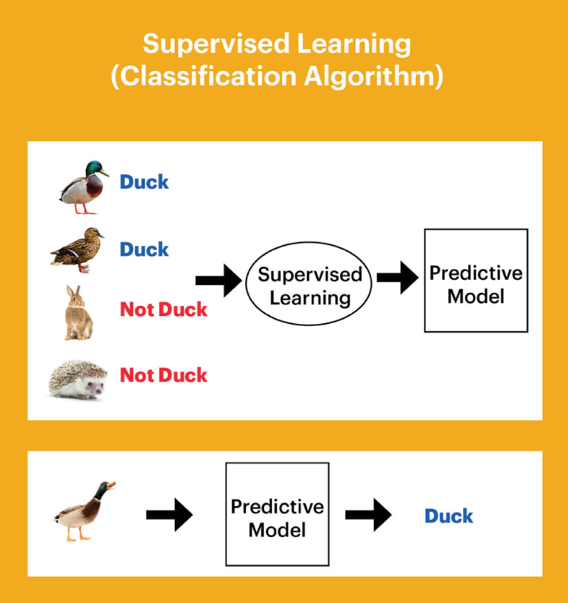 Supervised Learning
(Classification Algorithm)
Duck
Duck
Not Duck
Not Duck
Supervised
Learning
Predictive
Model
Predictive
Model
Duck